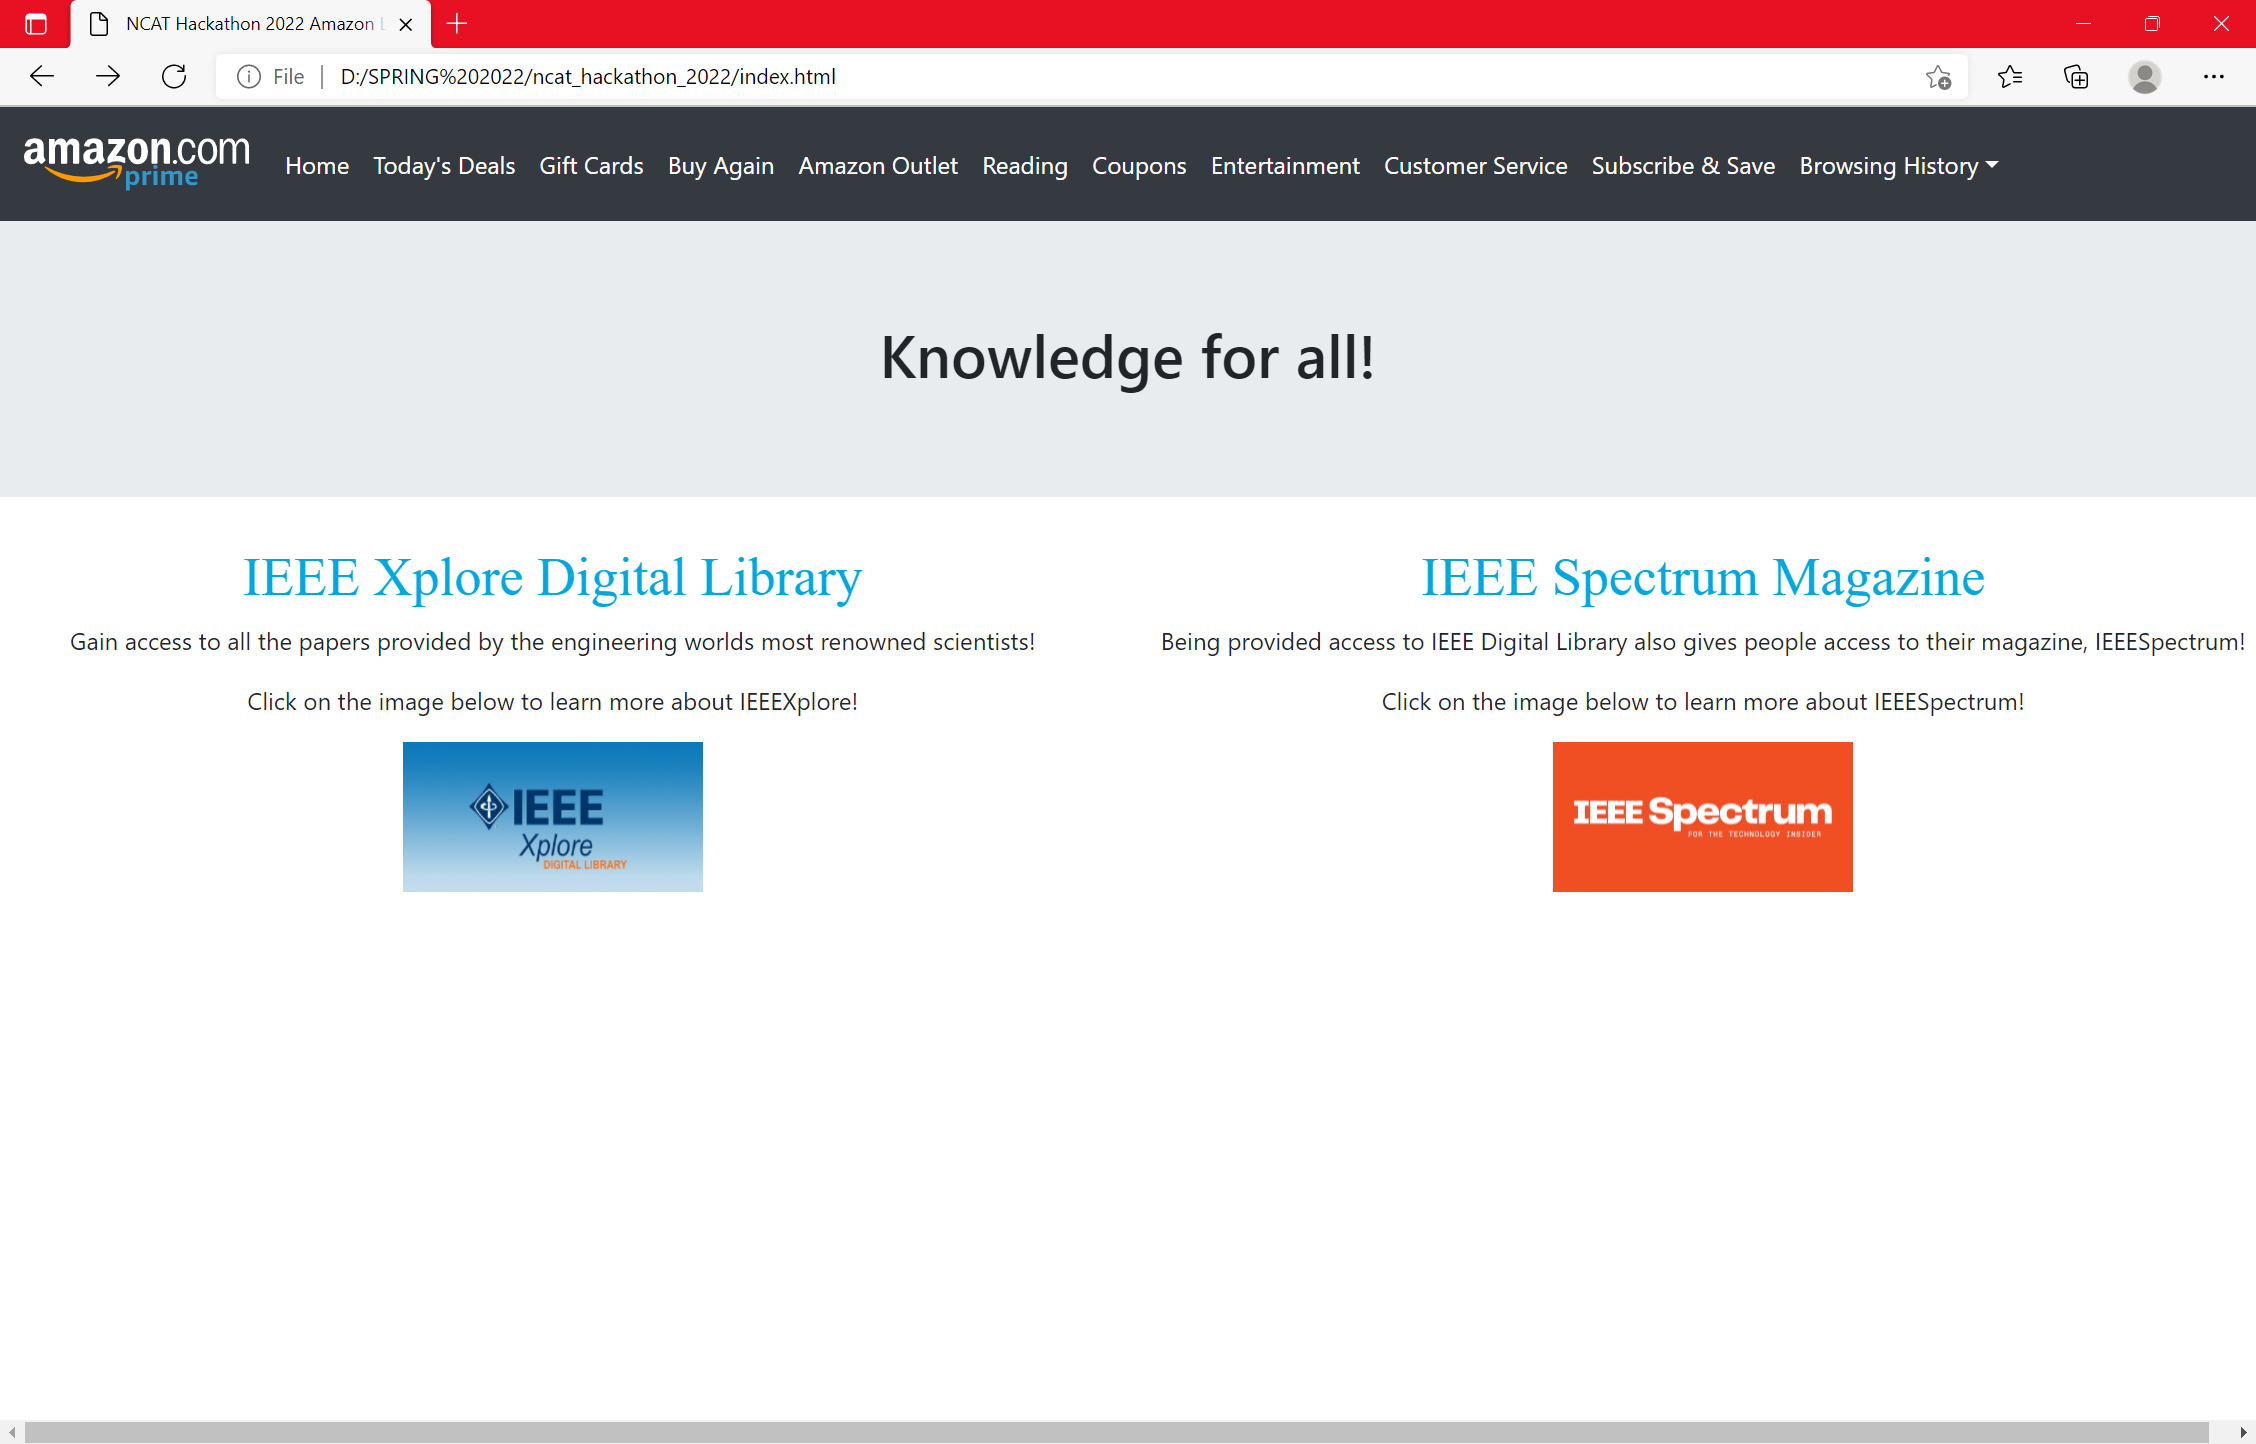 NCAT Hackathon 2022 Amazon
File D:/SPRING%202022/ncat_hackathon_2022/index.html
amazon.com
prime
Home Today's Deals Gift Cards Buy Again Amazon Outlet Reading Coupons Entertainment Customer Service Subscribe & Save Browsing History
Knowledge for all!
IEEE Xplore Digital Library
Gain access to all the papers provided by the engineering worlds most renowned scientists!
Click on the image below to learn more about IEEEXplore!
IEEE
Xplore
DIGITAL LIBRARY
IEEE Spectrum Magazine
Being provided access to IEEE Digital Library also gives people access to their magazine, IEEESpectrum!
Click on the image below to learn more about IEEESpectrum!
IEEE Spectrum
FOR THE TECHNOLOGY INSIDER